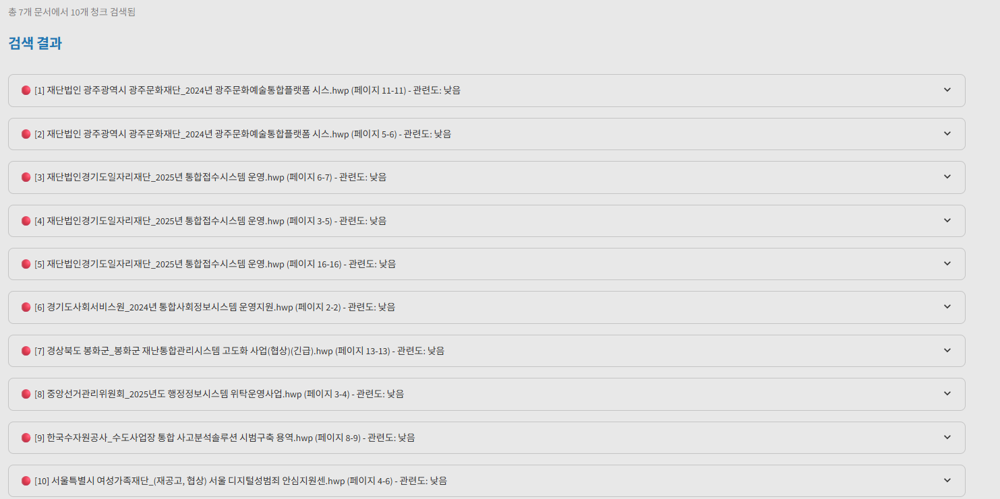 총 7개 문서에서 10개 청크 검색됨
검색 결과
[1] 재단법인 광주광역시 광주문화재단_2024년 광주문화예술통합플랫폼 시스.hwp (페이지 11-11) - 관련도: 낮음
[2] 재단법인 광주광역시 광주문화재단_2024년 광주문화예술통합플랫폼 시스.hwp (페이지 5-6) - 관련도: 낮음
[3] 재단법인경기도일자리재단_2025년 통합접수시스템 운영.hwp (페이지 6-7) - 관련도: 낮음
[4] 재단법인경기도일자리재단_2025년 통합접수시스템 운영.hwp (페이지 3-5) - 관련도: 낮음
[5] 재단법인경기도일자리재단_2025년 통합접수시스템 운영.hwp (페이지 16-16) - 관련도: 낮음
[6] 경기도사회서비스원_2024년 통합사회정보시스템 운영지원.hwp (페이지 2-2) - 관련도: 낮음
[7] 경상북도 봉화군_봉화군 재난통합관리시스템 고도화 사업(협상)(긴급).hwp (페이지 13-13) - 관련도: 낮음
[8] 중앙선거관리위원회_2025년도 행정정보시스템 위탁운영사업.hwp (페이지 3-4) - 관련도: 낮음
[9] 한국수자원공사_수도사업장 통합 사고분석솔루션 시범구축 용역.hwp (페이지 8-9) - 관련도: 낮음
[10] 서울특별시 여성가족재단_(재공고, 협상) 서울 디지털성범죄 안심지원센.hwp (페이지 4-6) - 관련도: 낮음